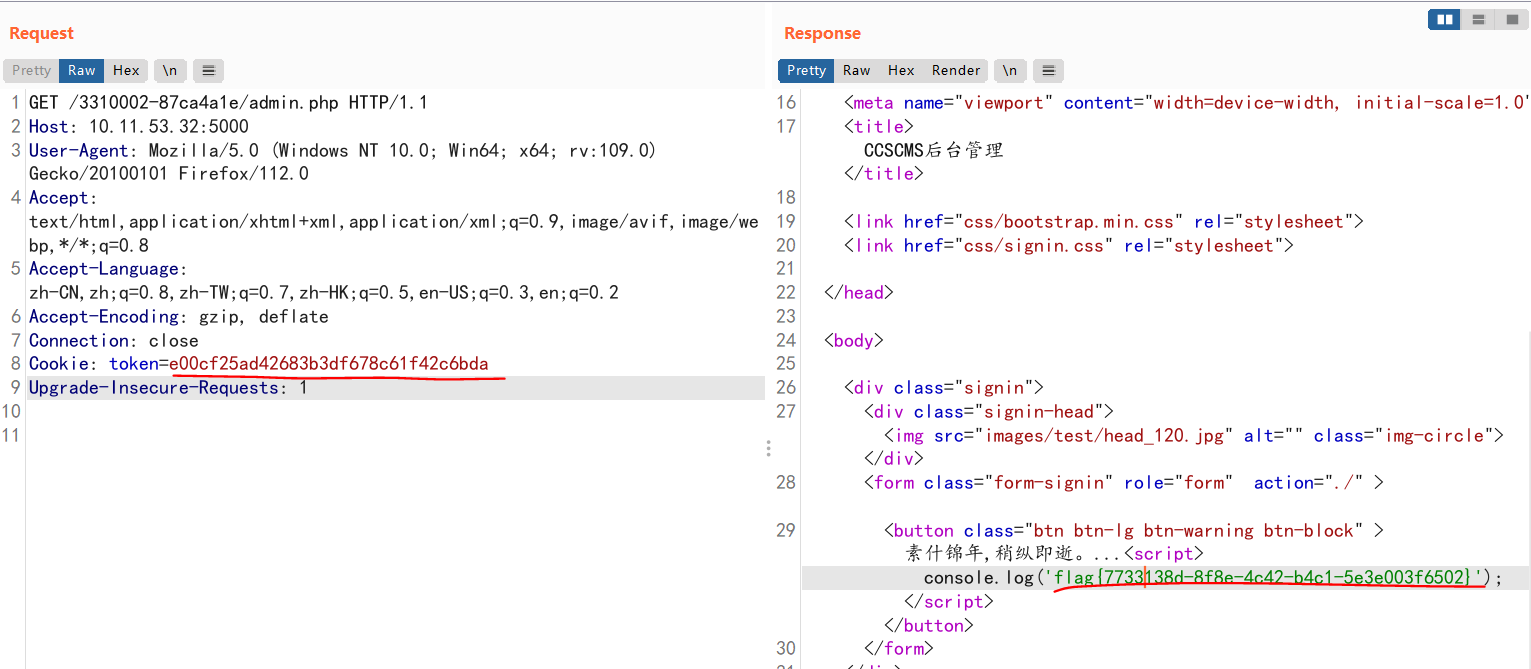 Request
Pretty Raw Hex \n
1 GET /3310002-87ca4a1e/admin.php HTTP/1.1
2 Host: 10.11.53.32:5000
3 User-Agent: Mozilla/5.0 (Windows NT 10.0; Win64; x64; rv:109.0)
Gecko/20100101 Firefox/112.0
4 Accept:
text/html,application/xhtml+xml,application/xml;q=0.9,image/avif,image/we
bp,*/*;q=0.8
5 Accept-Language:
zh-CN,zh;q=0.8,zh-TW;q=0.7,zh-HK;q=0.5,en-US;q=0.3,en;q=0.2
6 Accept-Encoding: gzip, deflate
7 Connection: close
8 Cookie: token=e00cf25ad42683b3df678c61f42c6bda
9 Upgrade-Insecure-Requests: 1
10
11
Response
Pretty Raw Hex Render \n
16 <meta name="viewport" content="width=device-width, initial-scale=1.0"
17 <title>
CCSCMS后台管理
</title>
18
19 <link href="css/bootstrap.min.css" rel="stylesheet">
20 <link href="css/signin.css" rel="stylesheet">
21
22 </head>
23
24 <body>
25
26 <div class="signin">
27 <div class="signin-head">
<img src="images/test/head_120.jpg" alt="" class="img-circle">
</div>
28 <form class="form-signin" role="form" action="./" >
29 <button class="btn btn-lg btn-warning btn-block" >
素什锦年,稍纵即逝。...<script>
console.log('flag{7733138d-8f8e-4c42-b4c1-5e3e003f6502}');
</script>
</button>
30 </form>
31 </div>